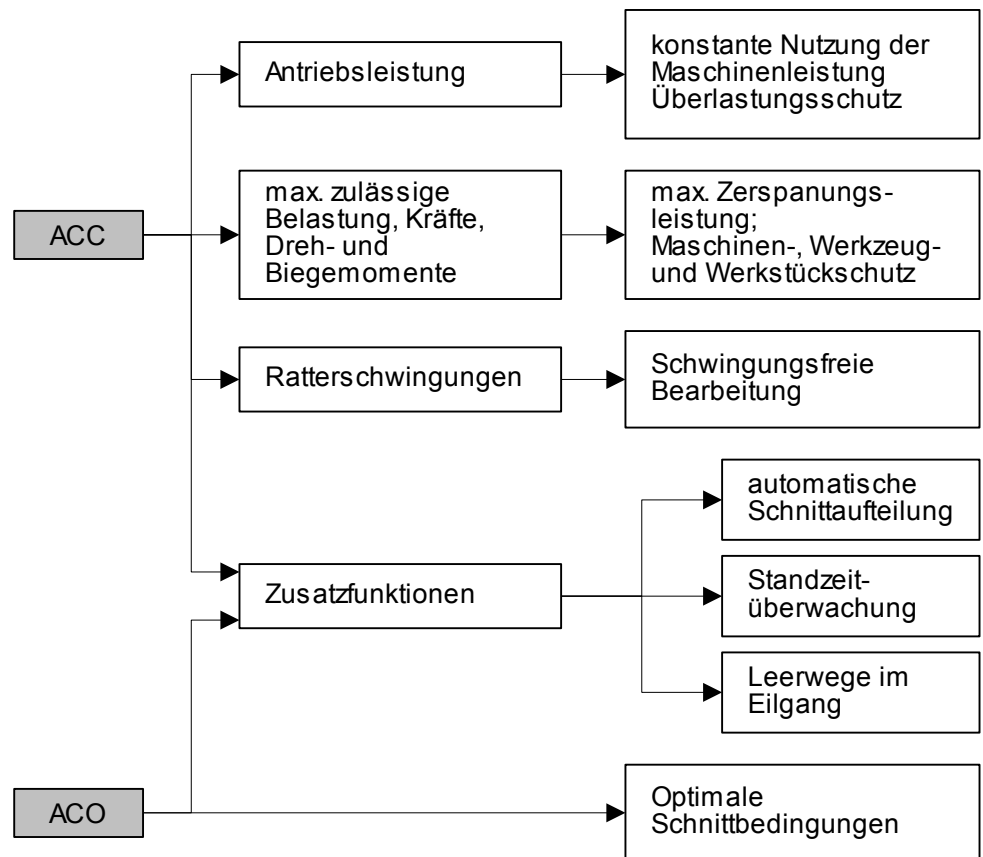 Antriebsleistung
konstante Nutzung der
Maschinenleistung
Überlastungsschutz
ACC
max. zulässige
Belastung, Kräfte,
Dreh- und
Biegemomente
max. Zerspanungs-
leistung;
Maschinen-, Werkzeug-
und Werkstückschutz
Ratterschwingungen
Schwingungsfreie
Bearbeitung
Zusatzfunktionen
automatische
Schnittaufteilung
Standzeit-
überwachung
Leerwege im
Eilgang
ACO
Optimale
Schnittbedingungen